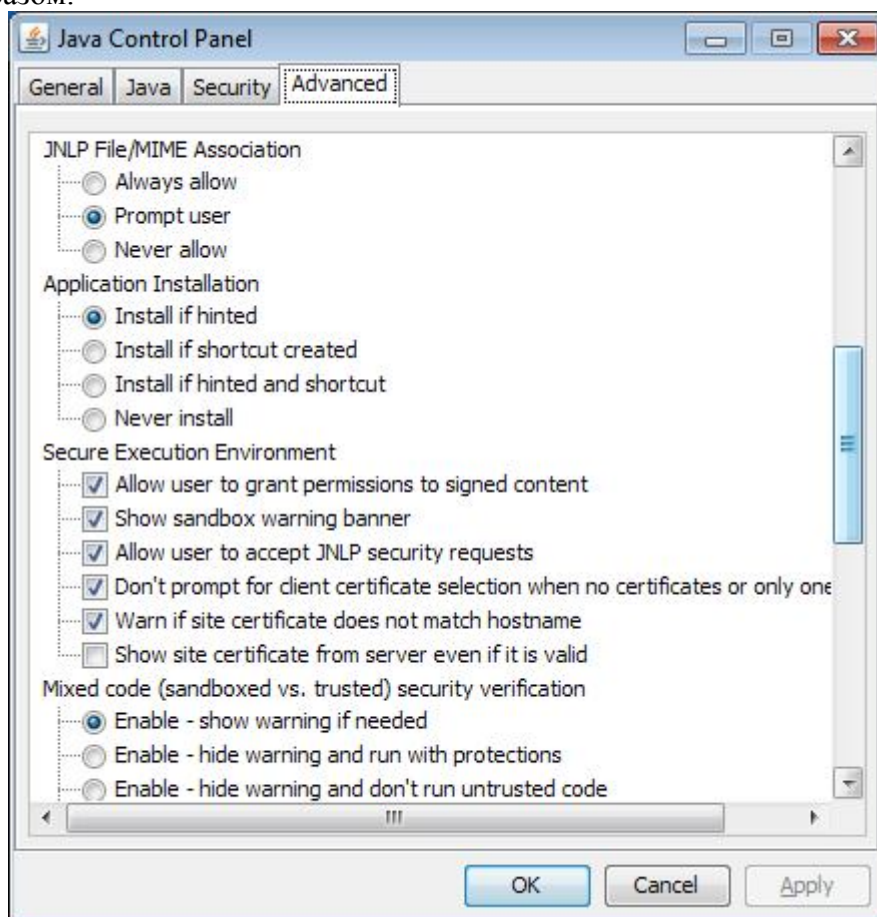 Java Control Panel
General Java Security Advanced
JNLP File/MIME Association
Always allow
Prompt user
Never allow
Application Installation
Install if hinted
Install if shortcut created
Install if hinted and shortcut
Never install
Secure Execution Environment
Allow user to grant permissions to signed content
Show sandbox warning banner
Allow user to accept JNLP security requests
Don't prompt for client certificate selection when no certificates or only one
Warn if site certificate does not match hostname
Show site certificate from server even if it is valid
Mixed code (sandboxed vs. trusted) security verification
Enable - show warning if needed
Enable - hide warning and run with protections
Enable - hide warning and don't run untrusted code
OK Cancel Apply